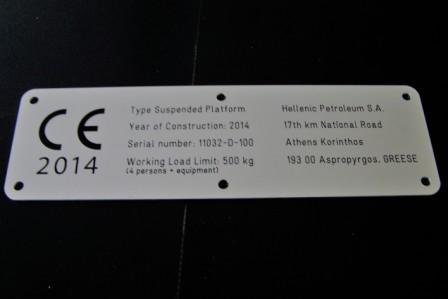 CE
2014
Type Suspended Platform
Year of Construction: 2014
Serial number: 11032-D-100
Working Load Limit: 500 kg
(4 persons + equipment)
Hellenic Petroleum S.A.
17th km National Road
Athens Korinthos
193 00 Aspropyrgos, GREESE